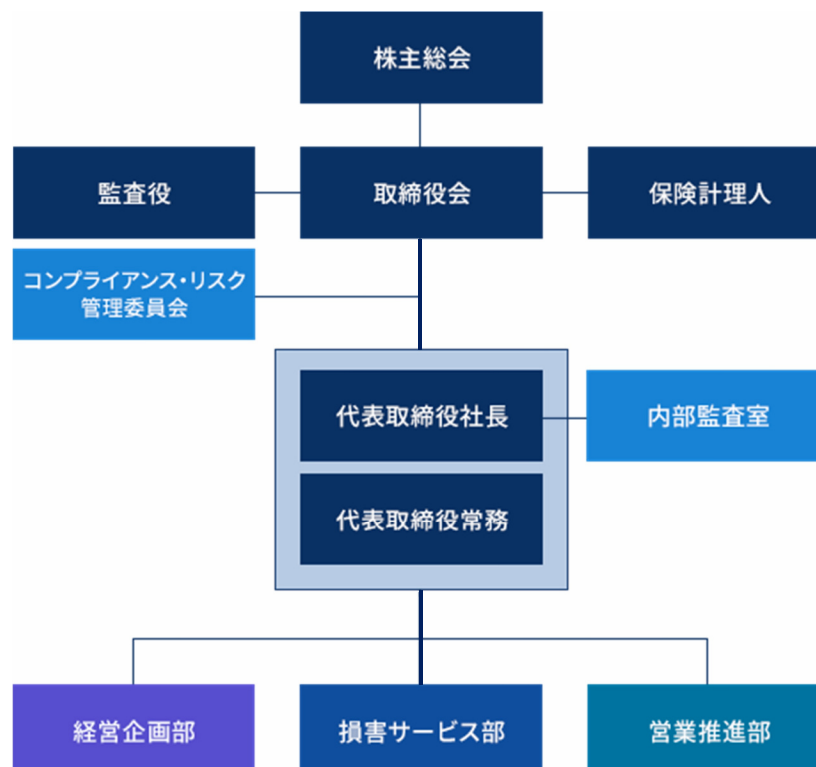 株主総会
監査役
取締役会
保険計理人
コンプライアンス・リスク
管理委員会
代表取締役社長
内部監査室
代表取締役常務
経営企画部
損害サービス部
営業推進部